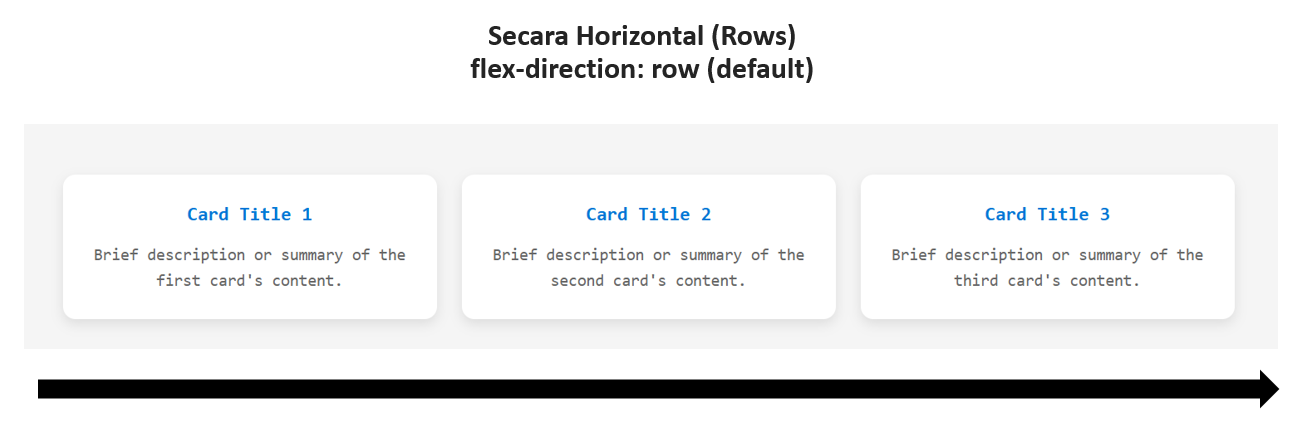 Secara Horizontal (Rows)
flex-direction: row (default)
Card Title 1
Brief description or summary of the
first card's content.
Card Title 2
Brief description or summary of the
second card's content.
Card Title 3
Brief description or summary of the
third card's content.